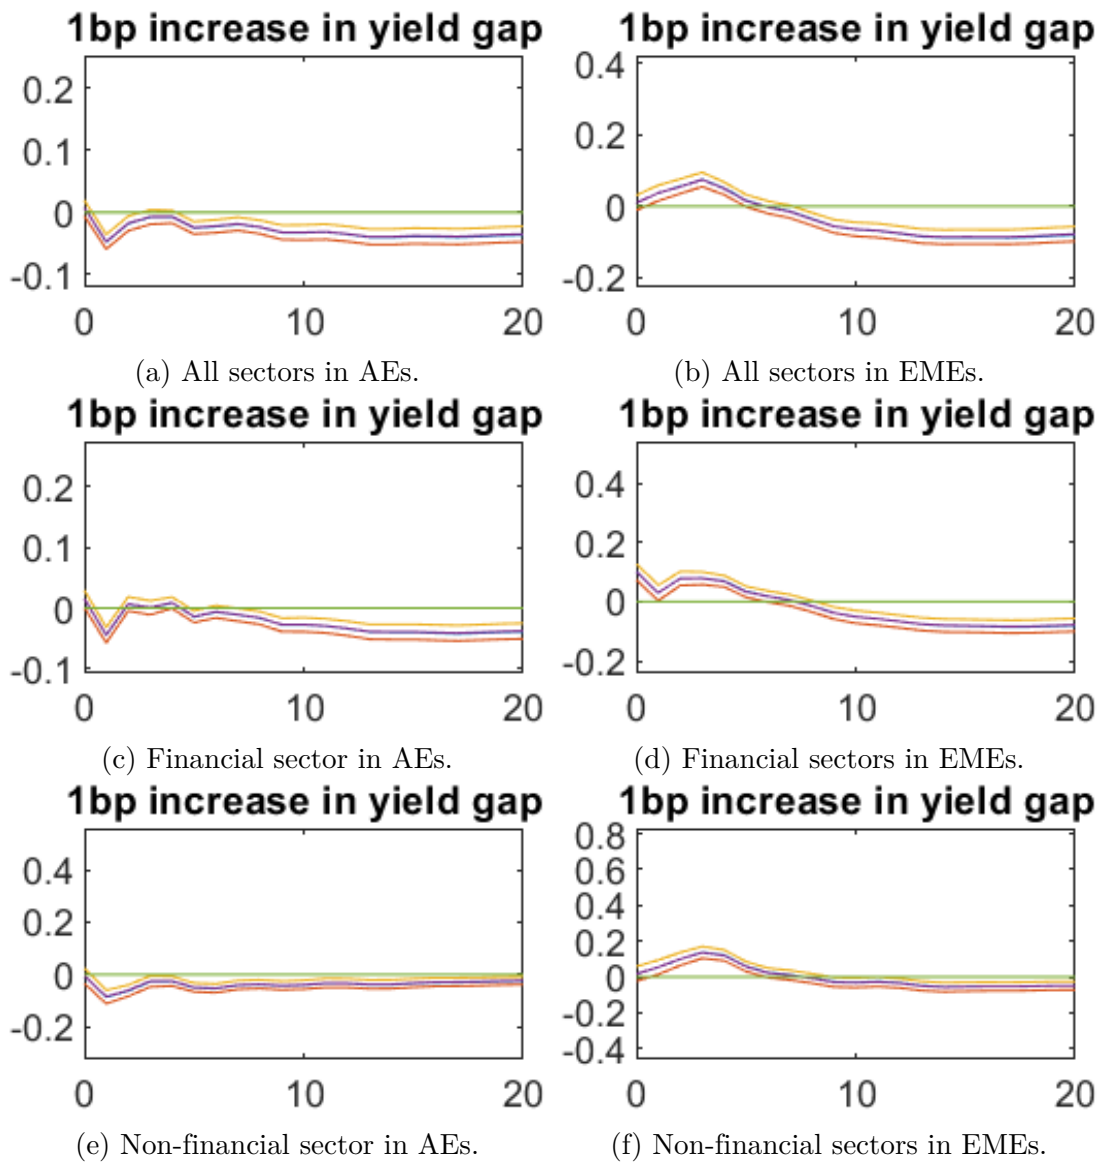 1bp increase in yield gap
1bp increase in yield gap
0.2
0.1
0
-0.1
0 10 20
0.4
0.2
0
-0.2
0 10 20
(a) All sectors in AEs.
(b) All sectors in EMEs.
1bp increase in yield gap
1bp increase in yield gap
0.2
0.1
0
-0.1
0 10 20
0.4
0.2
0
-0.2
0 10 20
(c) Financial sector in AEs.
(d) Financial sectors in EMEs.
1bp increase in yield gap
1bp increase in yield gap
0.4
0.2
0
-0.2
0 10 20
0.8
0.6
0.4
0.2
0
-0.2
-0.4
0 10 20
(e) Non-financial sector in AEs.
(f) Non-financial sectors in EMEs.